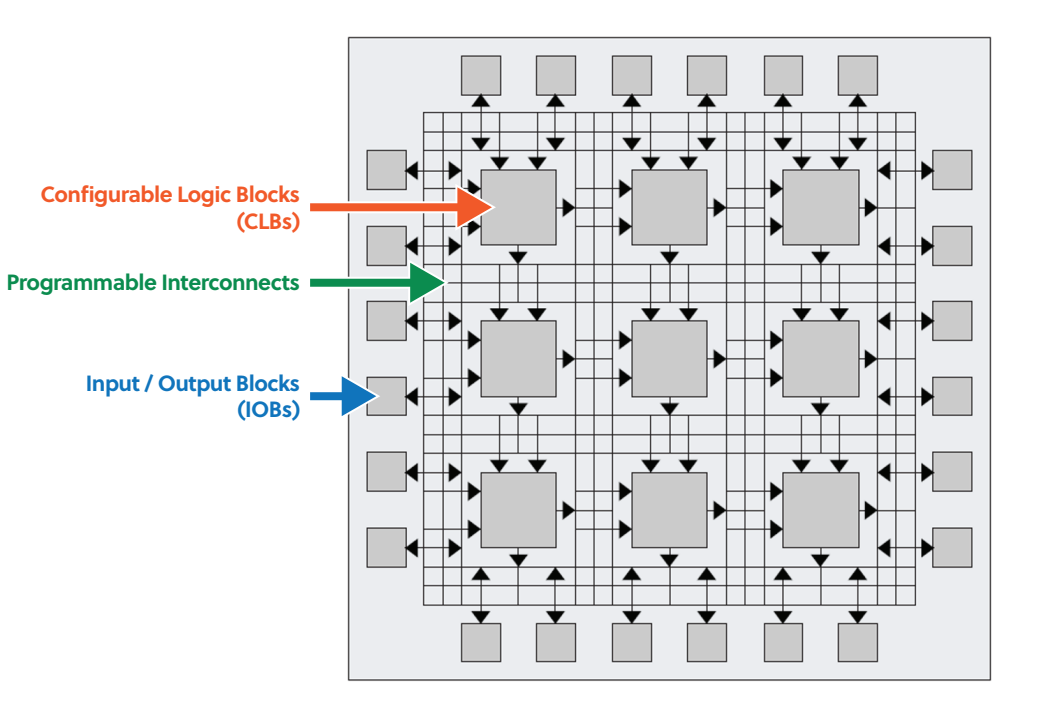 Configurable Logic Blocks
(CLBs)
Programmable Interconnects
Input / Output Blocks
(IOBs)